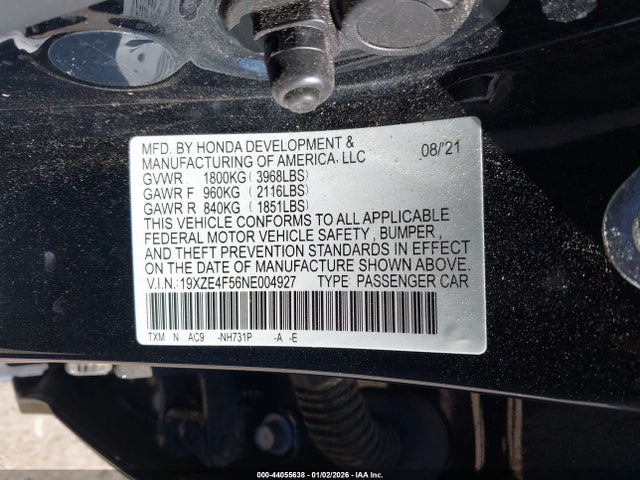 MFD. BY HONDA DEVELOPMENT &
MANUFACTURING OF AMERICA, LLC 08/'21
GVWR 1800KG ( 3968LBS)
GAWR F 960KG ( 2116LBS)
GAWR R 840KG ( 1851LBS)
THIS VEHICLE CONFORMS TO ALL APPLICABLE
FEDERAL MOTOR VEHICLE SAFETY , BUMPER ,
AND THEFT PREVENTION STANDARDS IN EFFECT
ON THE DATE OF MANUFACTURE SHOWN ABOVE.
V.I.N: 19XZE4F56NE004927 TYPE PASSENGER CAR
TXM N AC9 -NH731P -A -E
000-44055638 - 01/02/2026 - IAA Inc.